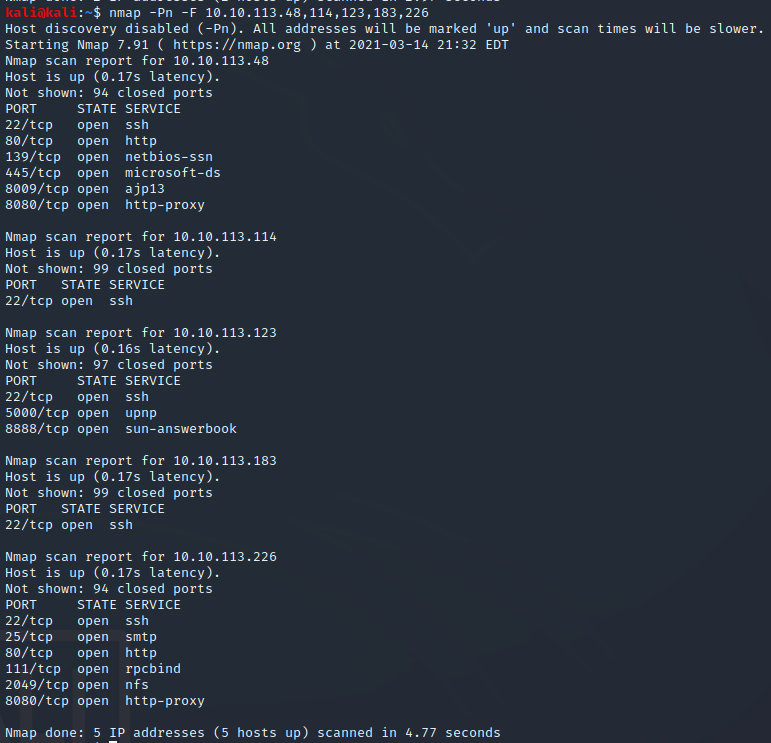 kali@kali:~$ nmap -Pn -F 10.10.113.48,114,123,183,226
Host discovery disabled (-Pn). All addresses will be marked 'up' and scan times will be slower.
Starting Nmap 7.91 ( https://nmap.org ) at 2021-03-14 21:32 EDT
Nmap scan report for 10.10.113.48
Host is up (0.17s latency).
Not shown: 94 closed ports
PORT     STATE SERVICE
22/tcp   open  ssh
80/tcp   open  http
139/tcp  open  netbios-ssn
445/tcp  open  microsoft-ds
8009/tcp open  ajp13
8080/tcp open  http-proxy

Nmap scan report for 10.10.113.114
Host is up (0.17s latency).
Not shown: 99 closed ports
PORT   STATE SERVICE
22/tcp open  ssh

Nmap scan report for 10.10.113.123
Host is up (0.16s latency).
Not shown: 97 closed ports
PORT     STATE SERVICE
22/tcp   open  ssh
5000/tcp open  upnp
8888/tcp open  sun-answerbook

Nmap scan report for 10.10.113.183
Host is up (0.17s latency).
Not shown: 99 closed ports
PORT   STATE SERVICE
22/tcp open  ssh

Nmap scan report for 10.10.113.226
Host is up (0.17s latency).
Not shown: 94 closed ports
PORT     STATE SERVICE
22/tcp   open  ssh
25/tcp   open  smtp
80/tcp   open  http
111/tcp  open  rpcbind
2049/tcp open  nfs
8080/tcp open  http-proxy

Nmap done: 5 IP addresses (5 hosts up) scanned in 4.77 seconds